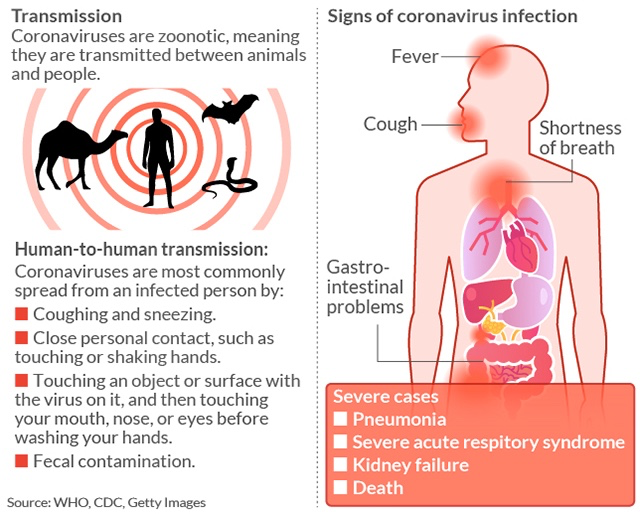 Transmission
Coronaviruses are zoonotic, meaning
they are transmitted between animals
and people.
Human-to-human transmission:
Coronaviruses are most commonly
spread from an infected person by:
Coughing and sneezing.
Close personal contact, such as
touching or shaking hands.
Touching an object or surface with
the virus on it, and then touching
your mouth, nose, or eyes before
washing your hands.
Fecal contamination.
Source: WHO, CDC, Getty Images
Signs of coronavirus infection
Fever
Cough
Shortness
of breath
Gastro-
intestinal
problems
Severe cases
Pneumonia
Severe acute respitory syndrome
Kidney failure
Death